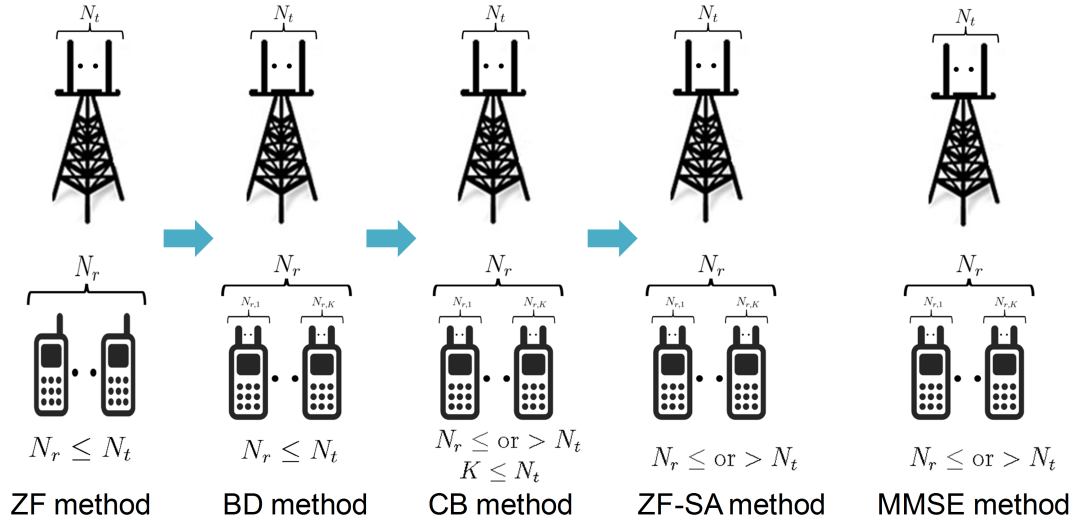 N_t N_t N_t N_t N_t
N_r N_r N_r N_r N_r
N_{r,1} N_{r,K} N_{r,1} N_{r,K} N_{r,1} N_{r,K} N_{r,1} N_{r,K}
N_r ≤ N_t
N_r ≤ N_t
N_r ≤ or > N_t
K ≤ N_t
N_r ≤ or > N_t
N_r ≤ or > N_t
ZF method BD method CB method ZF-SA method MMSE method